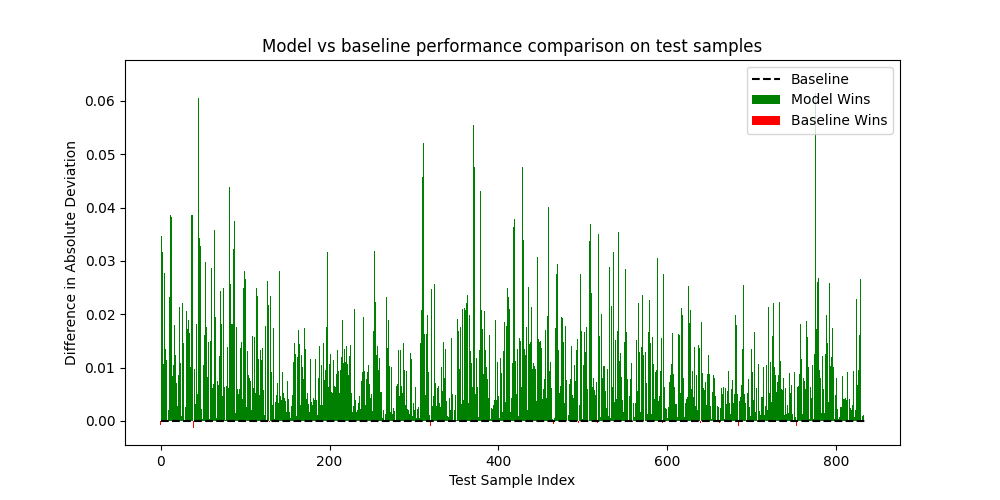 Model vs baseline performance comparison on test samples
Baseline
Model Wins
Baseline Wins
Difference in Absolute Deviation
0.06
0.05
0.04
0.03
0.02
0.01
0.00
0 200 400 600 800
Test Sample Index